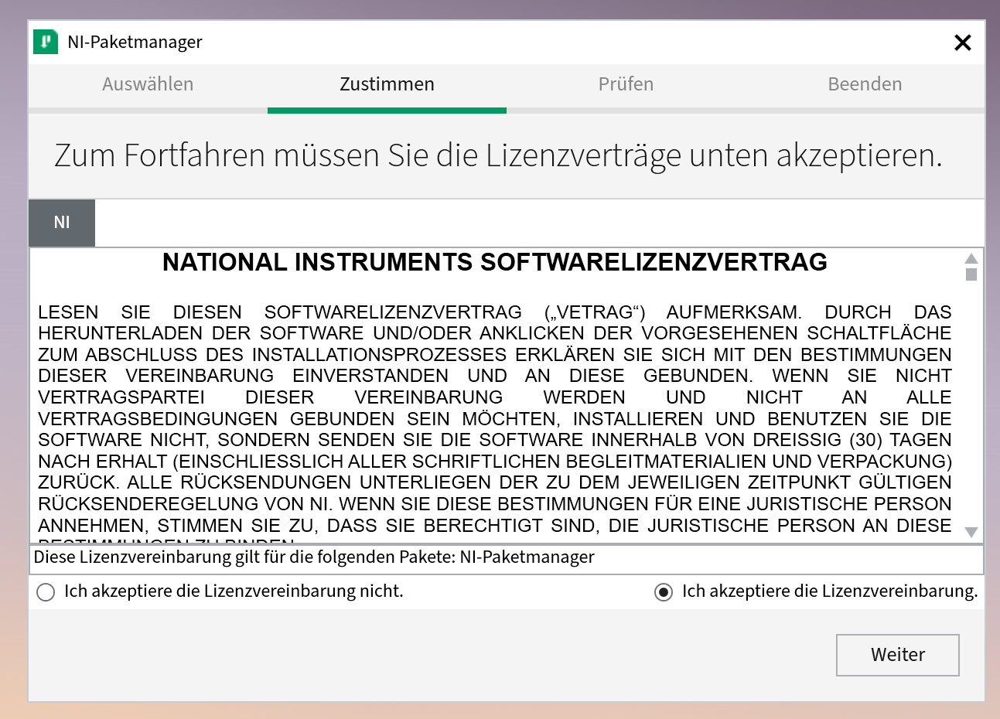 NI-Paketmanager
Auswählen Zustimmen Prüfen Beenden
Zum Fortfahren müssen Sie die Lizenzverträge unten akzeptieren.
NI
NATIONAL INSTRUMENTS SOFTWARELIZENZVERTRAG
LESEN SIE DIESEN SOFTWARELIZENZVERTRAG („VETRAG“) AUFMERKSAM. DURCH DAS
HERUNTERLADEN DER SOFTWARE UND/ODER ANKLICKEN DER VORGESEHENEN SCHALTFLÄCHE
ZUM ABSCHLUSS DES INSTALLATIONSPROZESSES ERKLÄREN SIE SICH MIT DEN BESTIMMUNGEN
DIESER VEREINBARUNG EINVERSTANDEN UND AN DIESE GEBUNDEN. WENN SIE NICHT
VERTRAGSPARTEI DIESER VEREINBARUNG WERDEN UND NICHT AN ALLE
VERTRAGSBEDINGUNGEN GEBUNDEN SEIN MÖCHTEN, INSTALLIEREN UND BENUTZEN SIE DIE
SOFTWARE NICHT, SONDERN SENDEN SIE DIE SOFTWARE INNERHALB VON DREISSIG (30) TAGEN
NACH ERHALT (EINSCHLIESSLICH ALLER SCHRIFTLICHEN BEGLEITMATERIALIEN UND VERPACKUNG)
ZURÜCK. ALLE RÜCKSENDUNGEN UNTERLIEGEN DER ZU DEM JEWEILIGEN ZEITPUNKT GÜLTIGEN
RÜCKSENDEREGELUNG VON NI. WENN SIE DIESE BESTIMMUNGEN FÜR EINE JURISTISCHE PERSON
ANNEHMEN, STIMMEN SIE ZU, DASS SIE BERECHTIGT SIND, DIE JURISTISCHE PERSON AN DIESE
BESTIMMUNGEN ZU BINDEN
Diese Lizenzvereinbarung gilt für die folgenden Pakete: NI-Paketmanager
Ich akzeptiere die Lizenzvereinbarung nicht. Ich akzeptiere die Lizenzvereinbarung.
Weiter